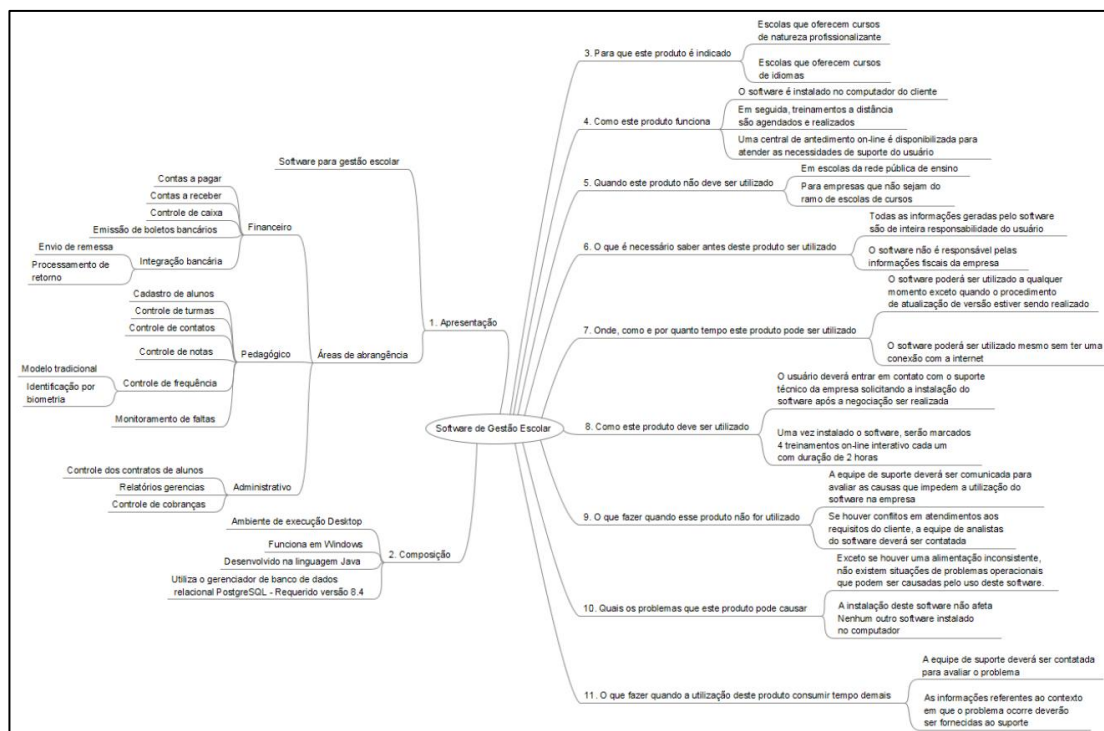 Software de Gestão Escolar
1. Apresentação
Software para gestão escolar
Áreas de abrangência
Financeiro
Contas a pagar
Contas a receber
Controle de caixa
Emissão de boletos bancários
Integração bancária
Envio de remessa
Processamento de
retorno
Pedagógico
Cadastro de alunos
Controle de turmas
Controle de contatos
Controle de notas
Controle de frequência
Modelo tradicional
Identificação por
biometria
Monitoramento de faltas
Administrativo
Controle dos contratos de alunos
Relatórios gerencias
Controle de cobranças
2. Composição
Ambiente de execução Desktop
Funciona em Windows
Desenvolvido na linguagem Java
Utiliza o gerenciador de banco de dados
relacional PostgreSQL - Requerido versão 8.4
3. Para que este produto é indicado
Escolas que oferecem cursos
de natureza profissionalizante
Escolas que oferecem cursos
de idiomas
4. Como este produto funciona
O software é instalado no computador do cliente
Em seguida, treinamentos a distância
são agendados e realizados
Uma central de antedimento on-line é disponibilizada para
atender as necessidades de suporte do usuário
5. Quando este produto não deve ser utilizado
Em escolas da rede pública de ensino
Para empresas que não sejam do
ramo de escolas de cursos
6. O que é necessário saber antes deste produto ser utilizado
Todas as informações geradas pelo software
são de inteira responsabilidade do usuário
O software não é responsável pelas
informações fiscais da empresa
7. Onde, como e por quanto tempo este produto pode ser utilizado
O software poderá ser utilizado a qualquer
momento exceto quando o procedimento
de atualização de versão estiver sendo realizado
O software poderá ser utilizado mesmo sem ter uma
conexão com a internet
8. Como este produto deve ser utilizado
O usuário deverá entrar em contato com o suporte
técnico da empresa solicitando a instalação do
software após a negociação ser realizada
Uma vez instalado o software, serão marcados
4 treinamentos on-line interativo cada um
com duração de 2 horas
9. O que fazer quando esse produto não for utilizado
A equipe de suporte deverá ser comunicada para
avaliar as causas que impedem a utilização do
software na empresa
Se houver conflitos em atendimentos aos
requisitos do cliente, a equipe de analistas
do software deverá ser contatada
10. Quais os problemas que este produto pode causar
Exceto se houver uma alimentação inconsistente,
não existem situações de problemas operacionais
que podem ser causadas pelo uso deste software.
A instalação deste software não afeta
Nenhum outro software instalado
no computador
11. O que fazer quando a utilização deste produto consumir tempo demais
A equipe de suporte deverá ser contatada
para avaliar o problema
As informações referentes ao contexto
em que o problema ocorre deverão
ser fornecidas ao suporte